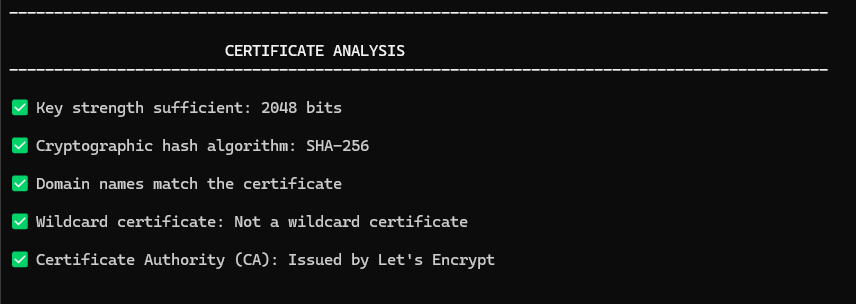 CERTIFICATE ANALYSIS
✅ Key strength sufficient: 2048 bits
✅ Cryptographic hash algorithm: SHA-256
✅ Domain names match the certificate
✅ Wildcard certificate: Not a wildcard certificate
✅ Certificate Authority (CA): Issued by Let's Encrypt